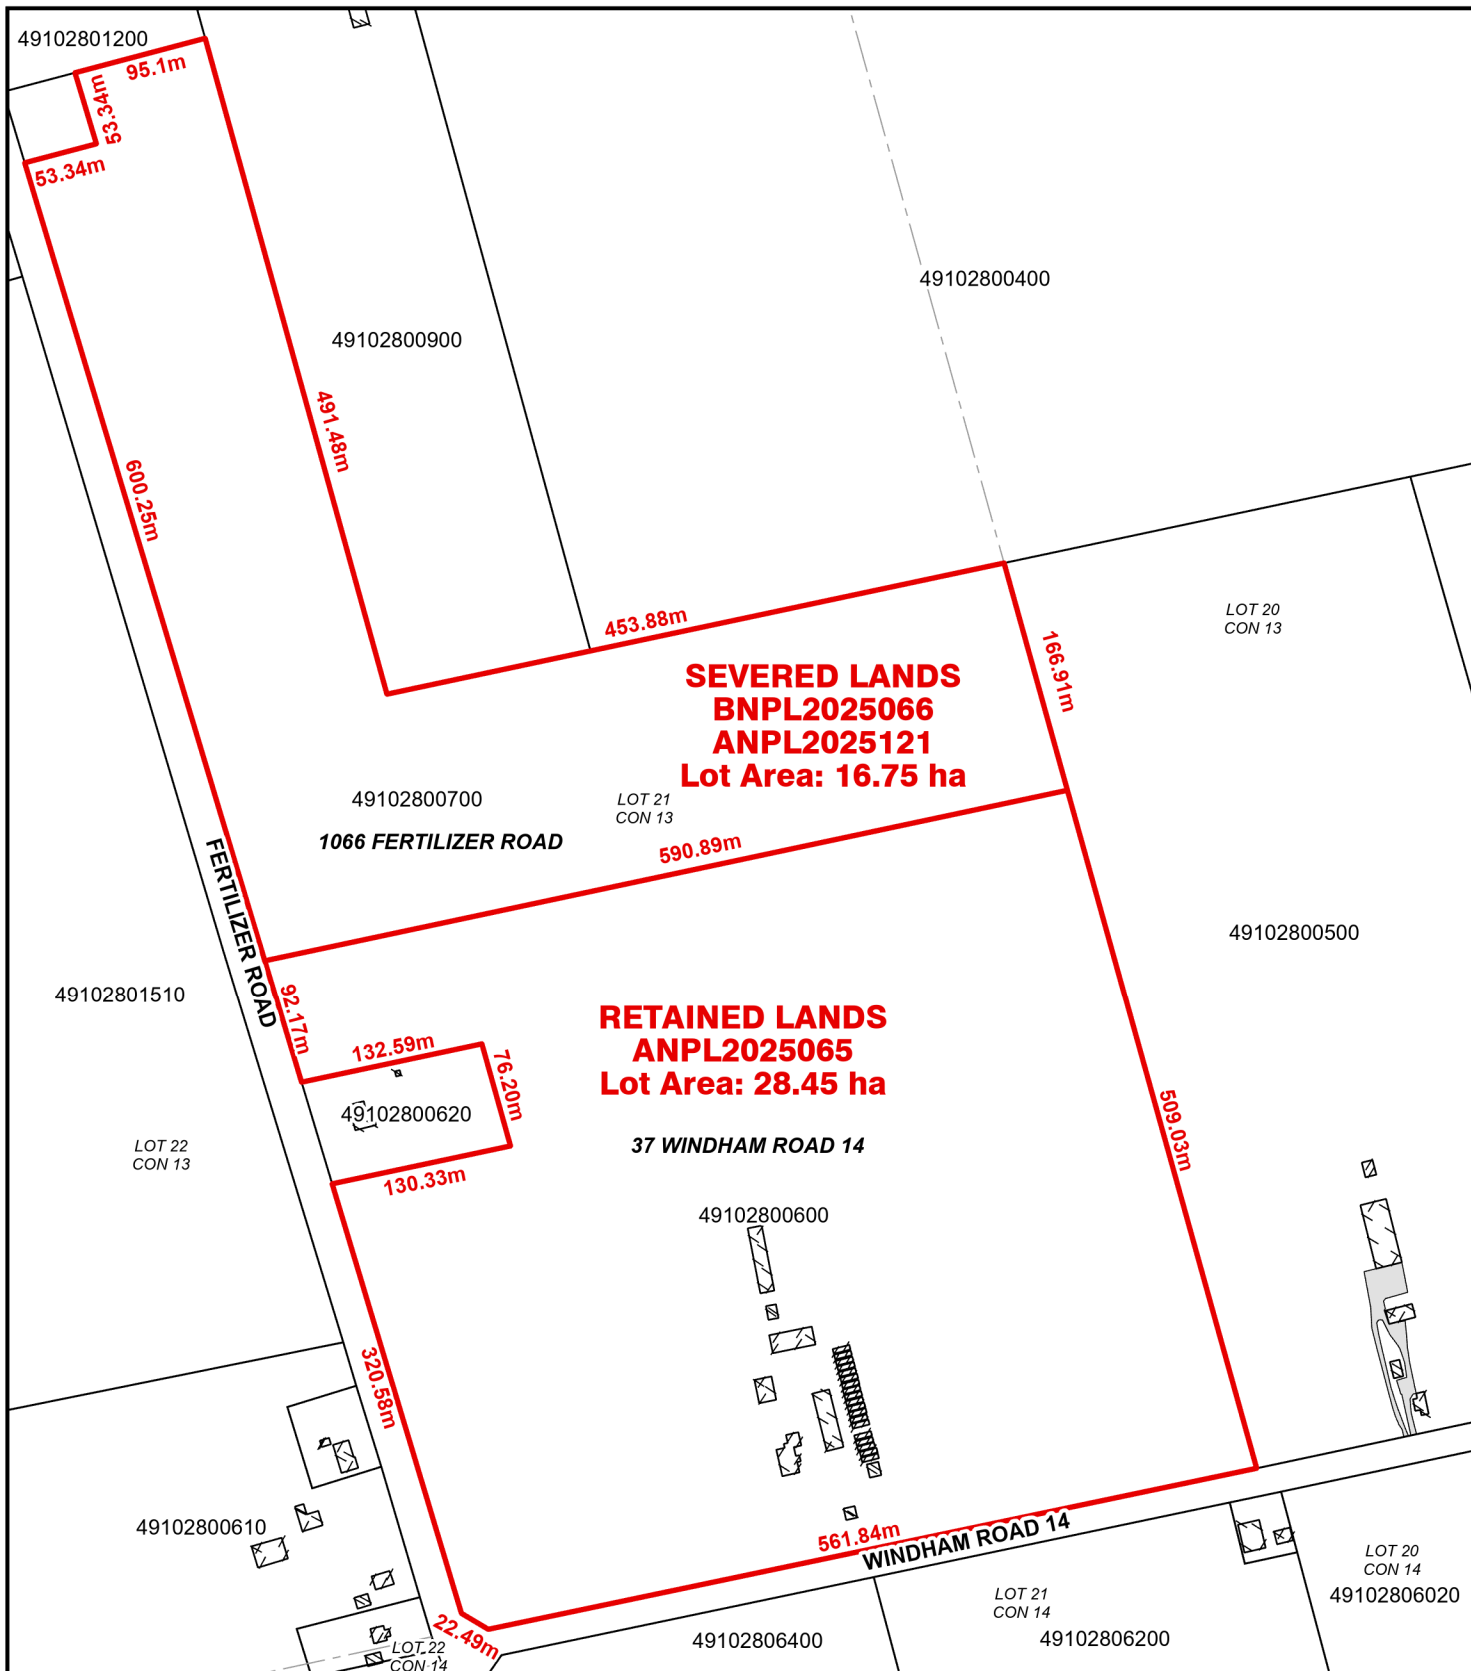 49102801200
95.1m
53.34m
53.34m
49102800400
49102800900
491.48m
600.25m
453.88m
LOT 20
CON 13
166.91m
SEVERED LANDS
BNPL2025066
ANPL2025121
Lot Area: 16.75 ha
49102800700
LOT 21
CON 13
1066 FERTILIZER ROAD
590.89m
FERTILIZER ROAD
49102800500
49102801510
92.17m
RETAINED LANDS
ANPL2025065
Lot Area: 28.45 ha
132.59m
76.20m
49102800620
509.03m
LOT 22
CON 13
37 WINDHAM ROAD 14
130.33m
49102800600
320.58m
49102800610
561.84m
WINDHAM ROAD 14
LOT 20
CON 14
49102806020
LOT 21
CON 14
22.49m
49102806400
49102806200
LOT 22
CON 14